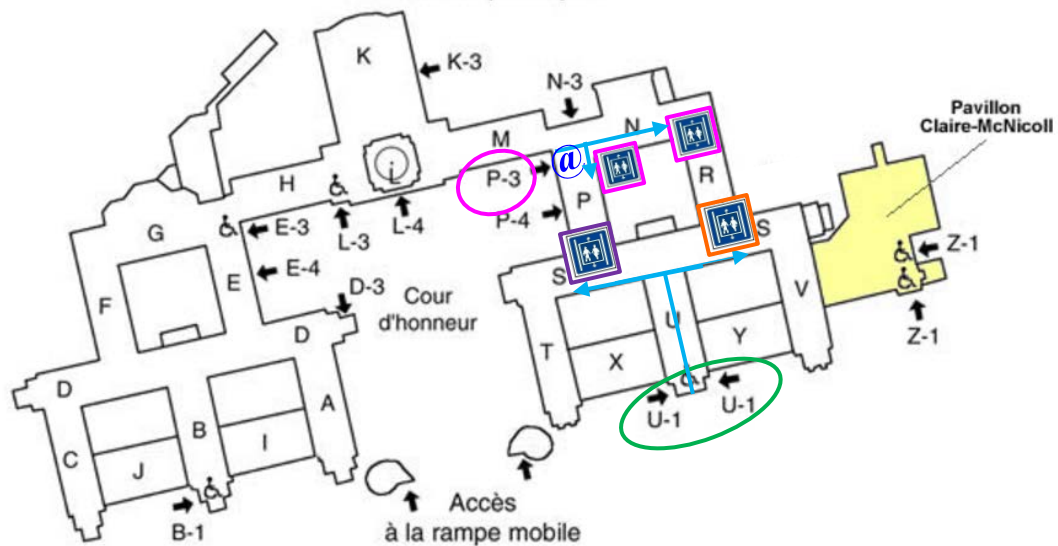 K
K-3
N-3
N
M
Pavillon
Claire-McNicoll
@
L
H
P-3
R
P
P-4
E-3
L-3
L-4
S
G
Z-1
E
E-4
S
F
D-3
V
Cour
d'honneur
U
Z-1
D
Y
T
X
D
A
U-1
U-1
B
C
I
J
Accès
à la rampe mobile
B-1